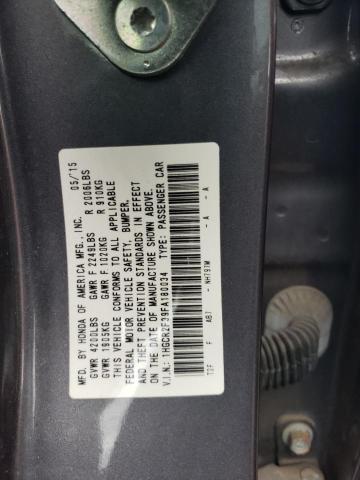 MFD. BY HONDA OF AMERICA MFG., INC. 05/'15
GVWR 4200LBS GAWR F 2249LBS R 2006LBS
GVWR 1905KG GAWR F 1020KG R 910KG
THIS VEHICLE CONFORMS TO ALL APPLICABLE
FEDERAL MOTOR VEHICLE SAFETY, BUMPER,
AND THEFT PREVENTION STANDARDS IN EFFECT
ON THE DATE OF MANUFACTURE SHOWN ABOVE.
V.I.N.: 1HGCR2F39FA180034 TYPE: PASSENGER CAR
F NH797M A A